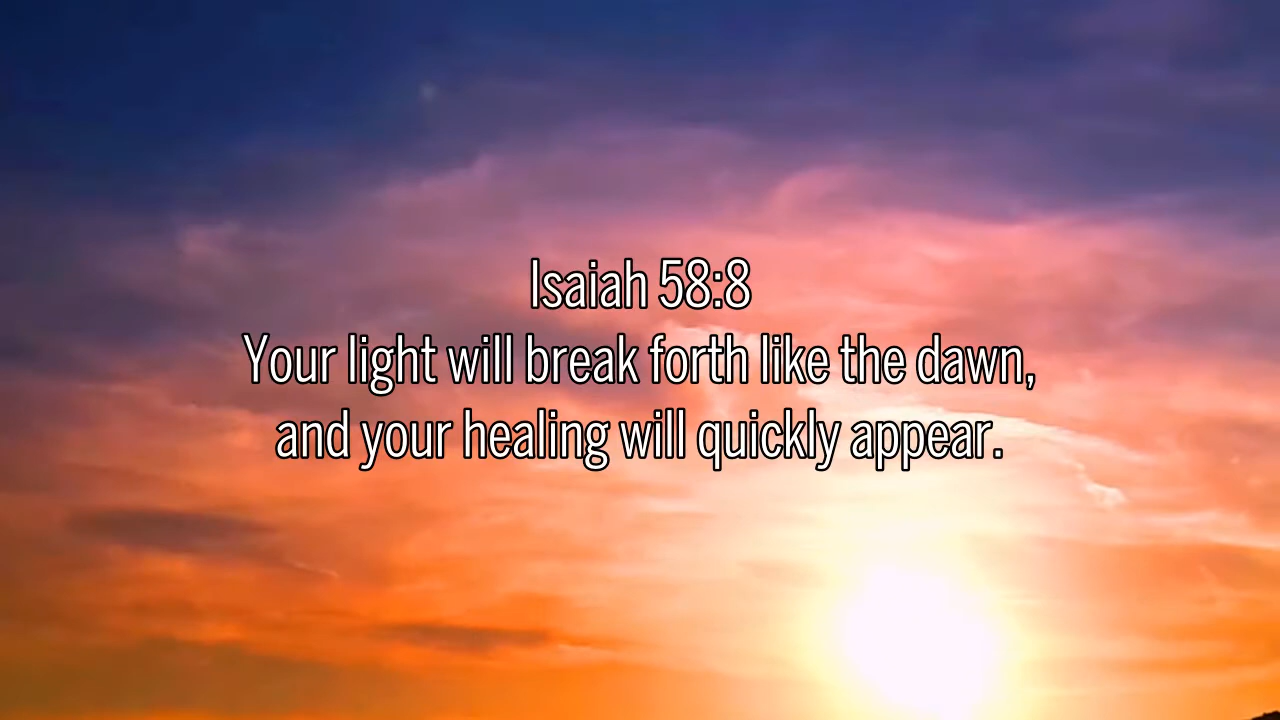 Isaiah 58:8
Your light will break forth like the dawn,
and your healing will quickly appear.